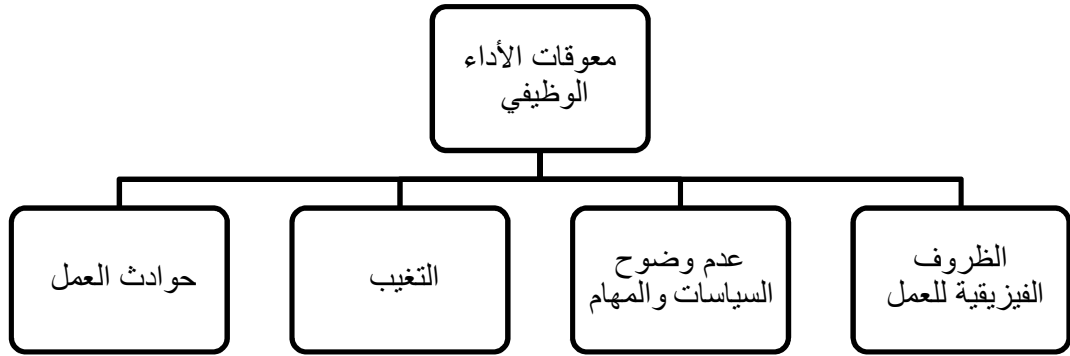 معوقات الأداء
الوظيفي
الظروف
الفيزيقية للعمل
عدم وضوح
السياسات والمهام
التغيب
حوادث العمل